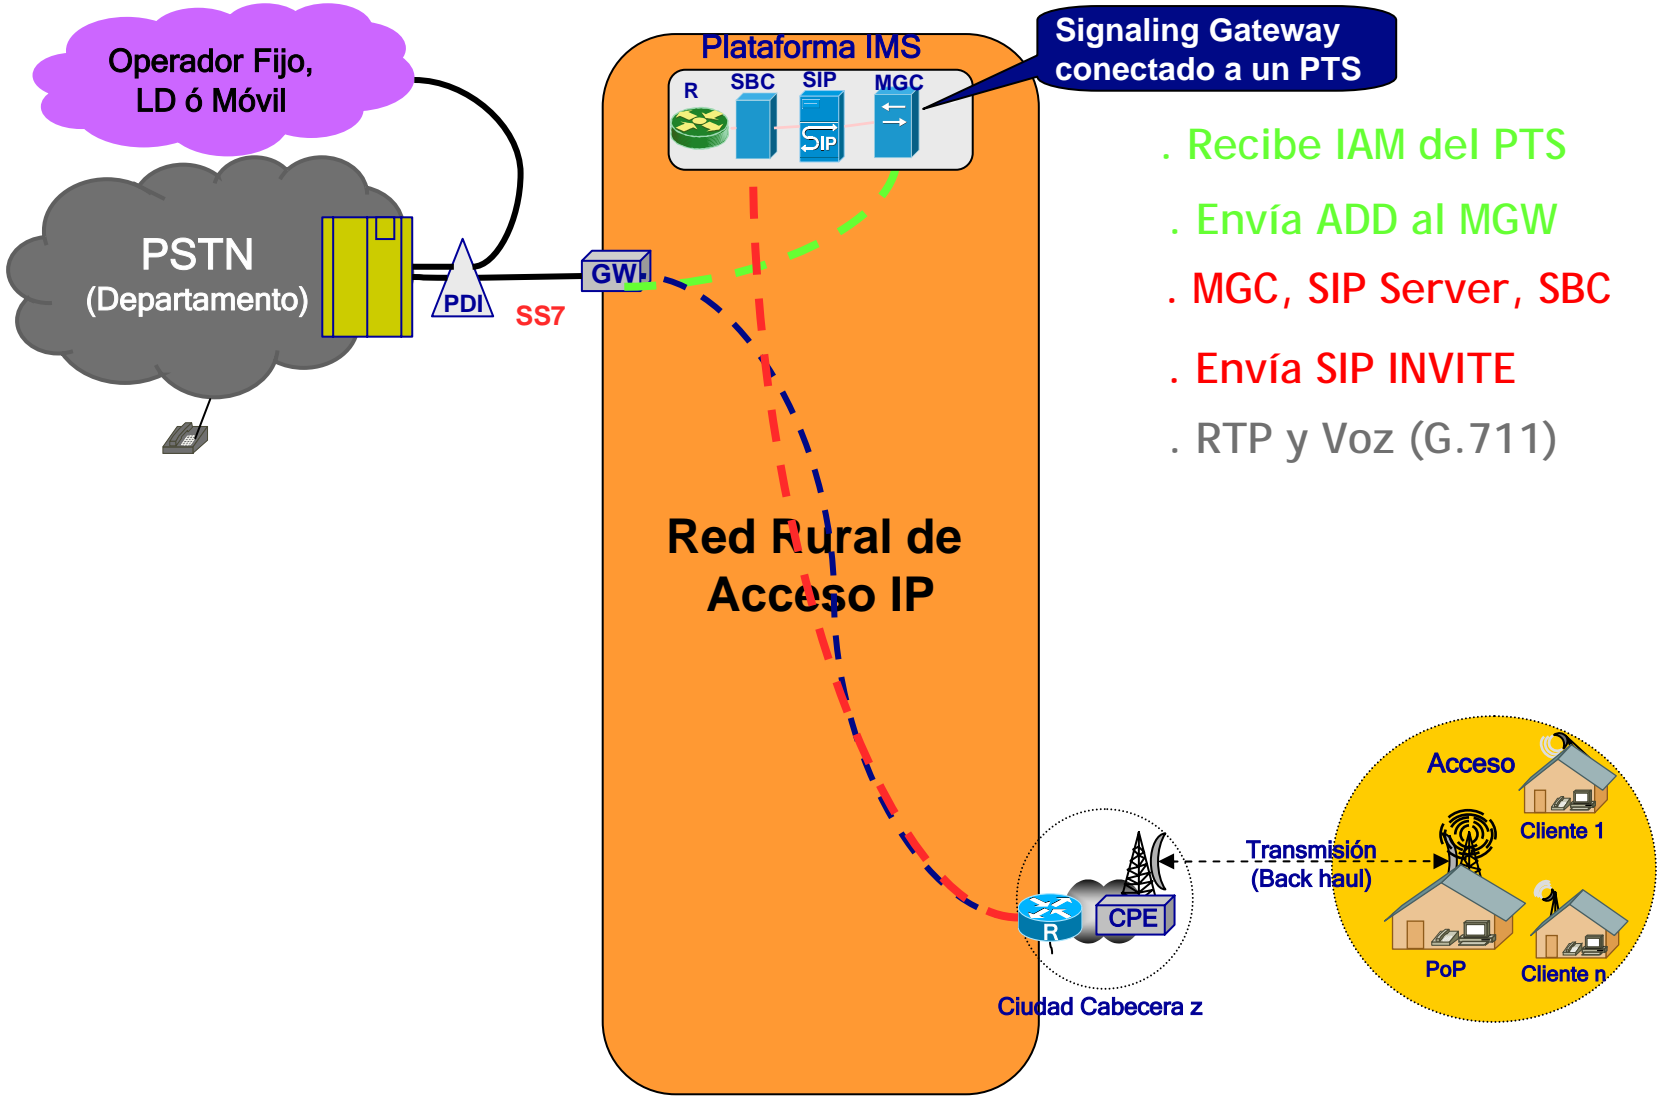 Operador Fijo,
LD ó Móvil
PSTN
(Departamento)
PDI
SS7
GW
Plataforma IMS
R
SBC
SIP
MGC
SIP
Signaling Gateway
conectado a un PTS
. Recibe IAM del PTS
. Envía ADD al MGW
. MGC, SIP Server, SBC
. Envía SIP INVITE
. RTP y Voz (G.711)
Red Rural de
Acceso IP
R
CPE
Ciudad Cabecera z
Transmisión
(Back haul)
Acceso
Cliente 1
PoP
Cliente n